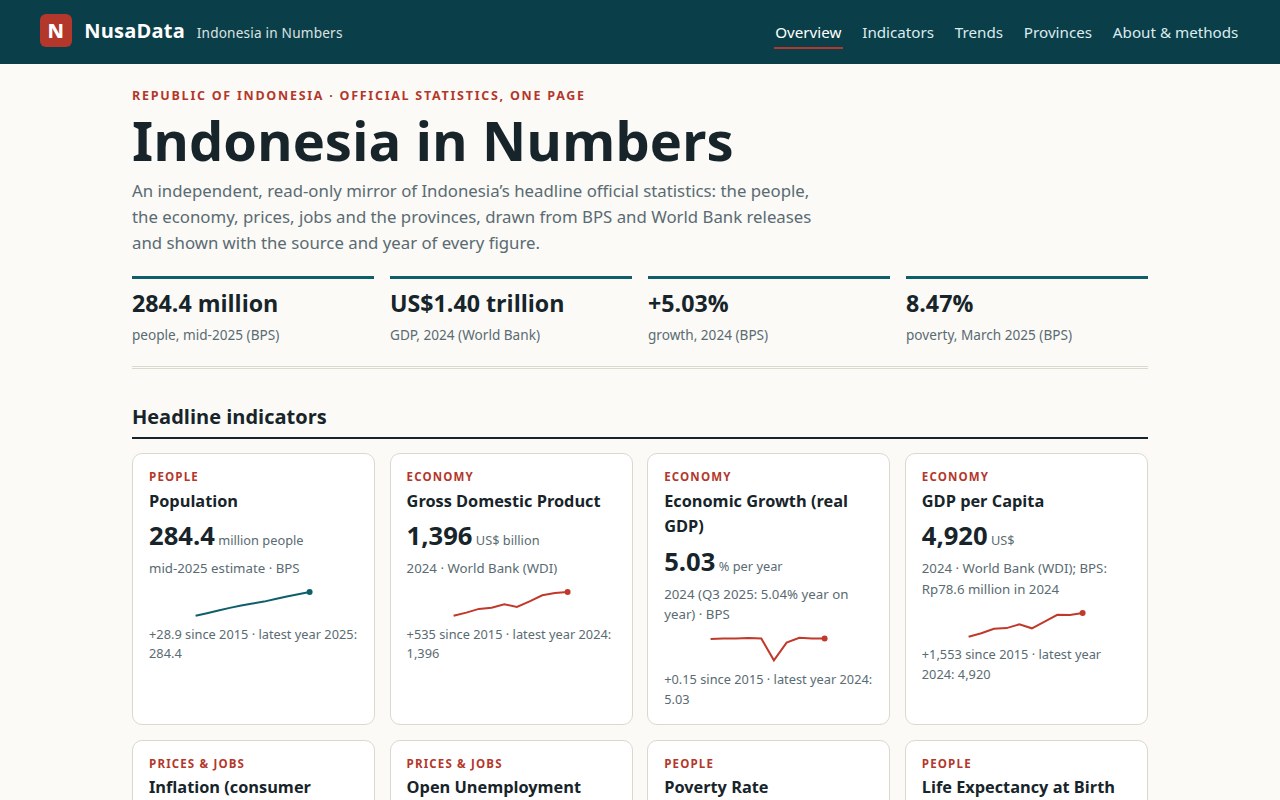 N NusaData Indonesia in Numbers
Overview Indicators Trends Provinces About & methods
REPUBLIC OF INDONESIA · OFFICIAL STATISTICS, ONE PAGE
Indonesia in Numbers
An independent, read-only mirror of Indonesia’s headline official statistics: the people,
the economy, prices, jobs and the provinces, drawn from BPS and World Bank releases
and shown with the source and year of every figure.
284.4 million
people, mid-2025 (BPS)
US$1.40 trillion
GDP, 2024 (World Bank)
+5.03%
growth, 2024 (BPS)
8.47%
poverty, March 2025 (BPS)
Headline indicators
PEOPLE
Population
284.4 million people
mid-2025 estimate · BPS
+28.9 since 2015 · latest year 2025:
284.4
ECONOMY
Gross Domestic Product
1,396 US$ billion
2024 · World Bank (WDI)
+535 since 2015 · latest year 2024:
1,396
ECONOMY
Economic Growth (real
GDP)
5.03 % per year
2024 (Q3 2025: 5.04% year on
year) · BPS
+0.15 since 2015 · latest year 2024:
5.03
ECONOMY
GDP per Capita
4,920 US$
2024 · World Bank (WDI); BPS:
Rp78.6 million in 2024
+1,553 since 2015 · latest year
2024: 4,920
PRICES & JOBS
Inflation (consumer
PRICES & JOBS
Open Unemployment
PEOPLE
Poverty Rate
PEOPLE
Life Expectancy at Birth